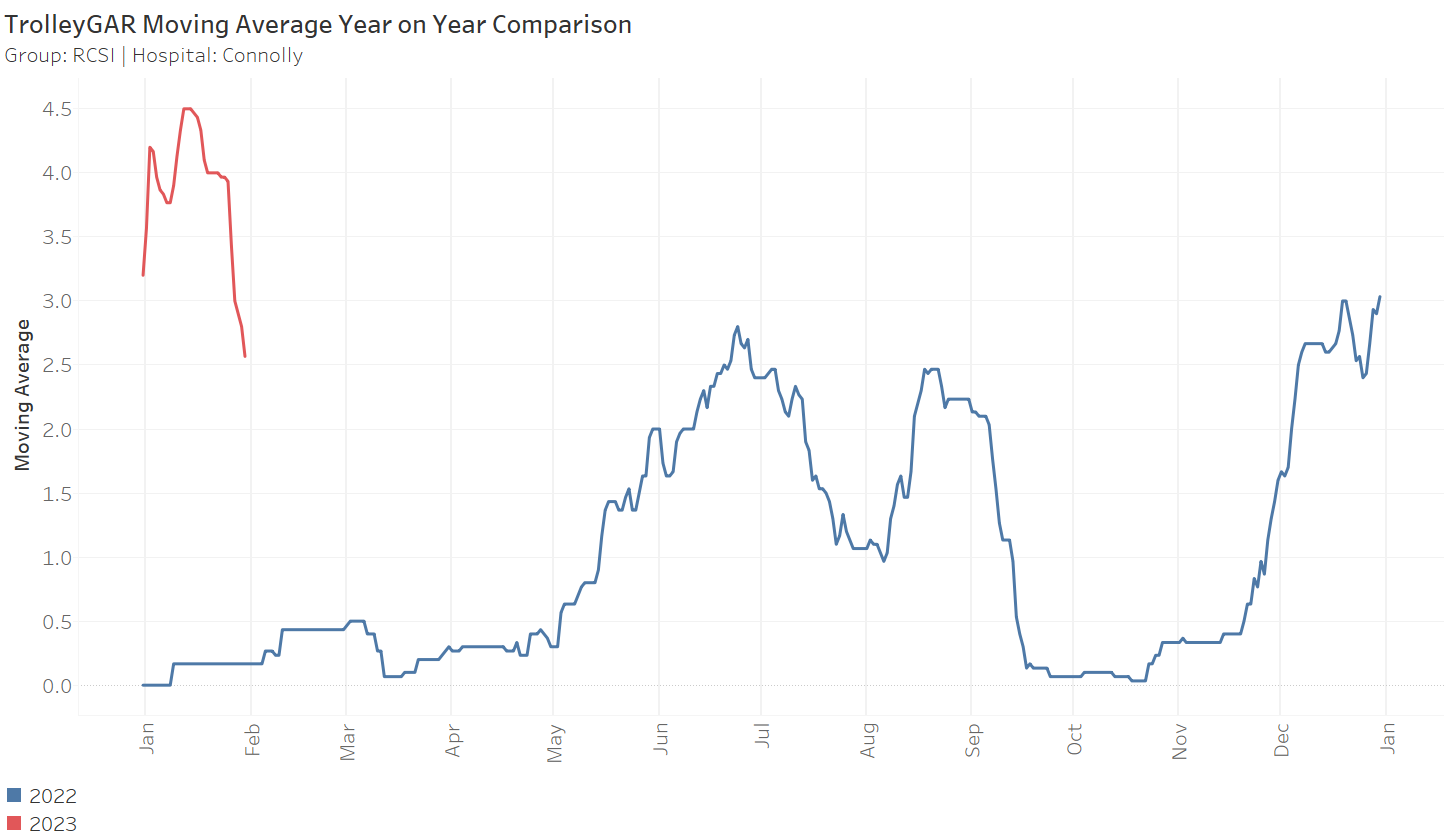 TrolleyGAR Moving Average Year on Year Comparison
Group: RCSI | Hospital: Connolly
Moving Average
4.5
4.0
3.5
3.0
2.5
2.0
1.5
1.0
0.5
0.0
Jan
Feb
Mar
Apr
May
Jun
Jul
Aug
Sep
Oct
Nov
Dec
Jan
2022
2023